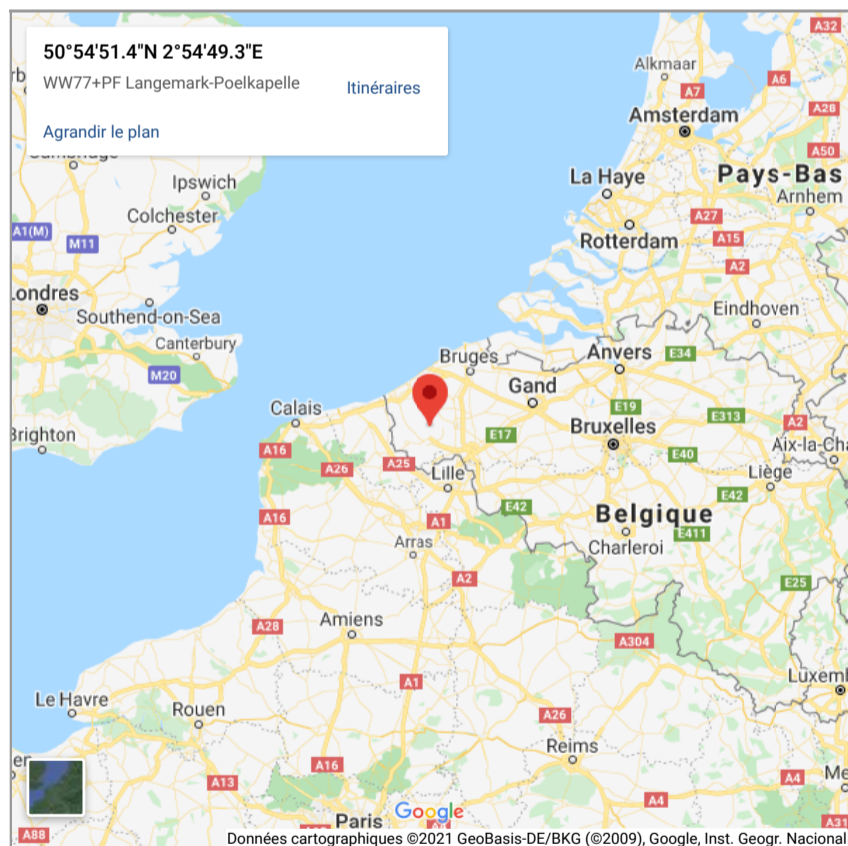 50°54'51.4"N 2°54'49.3"E
WW77+PF Langemark-Poelkapelle
Itinéraires
Agrandir le plan
A32
Alkmaar
A6
A7
A28
Amsterdam
A50
Ipswich
La Haye
Pays-Bas
Arnhem
Colchester
A27
A1(M)
M11
A15
Rotterdam
A2
Londres
Southend-on-Sea
Eindhoven
Canterbury
Bruges
Anvers
E34
M20
Gand
Calais
E19
E313
A2
Brighton
E17
Bruxelles
A16
A26
A25
E40
Aix-la-Cha
Lille
Liège
E42
E42
A16
A1
Belgique
E411
Arras
Charleroi
A2
E25
Amiens
A28
A304
A1
Luxem
Le Havre
Rouen
A26
Reims
A16
A13
A4
Me
A4
Google
Paris
A31
A88
Données cartographiques ©2021 GeoBasis-DE/BKG (©2009), Google, Inst. Geogr. Nacional